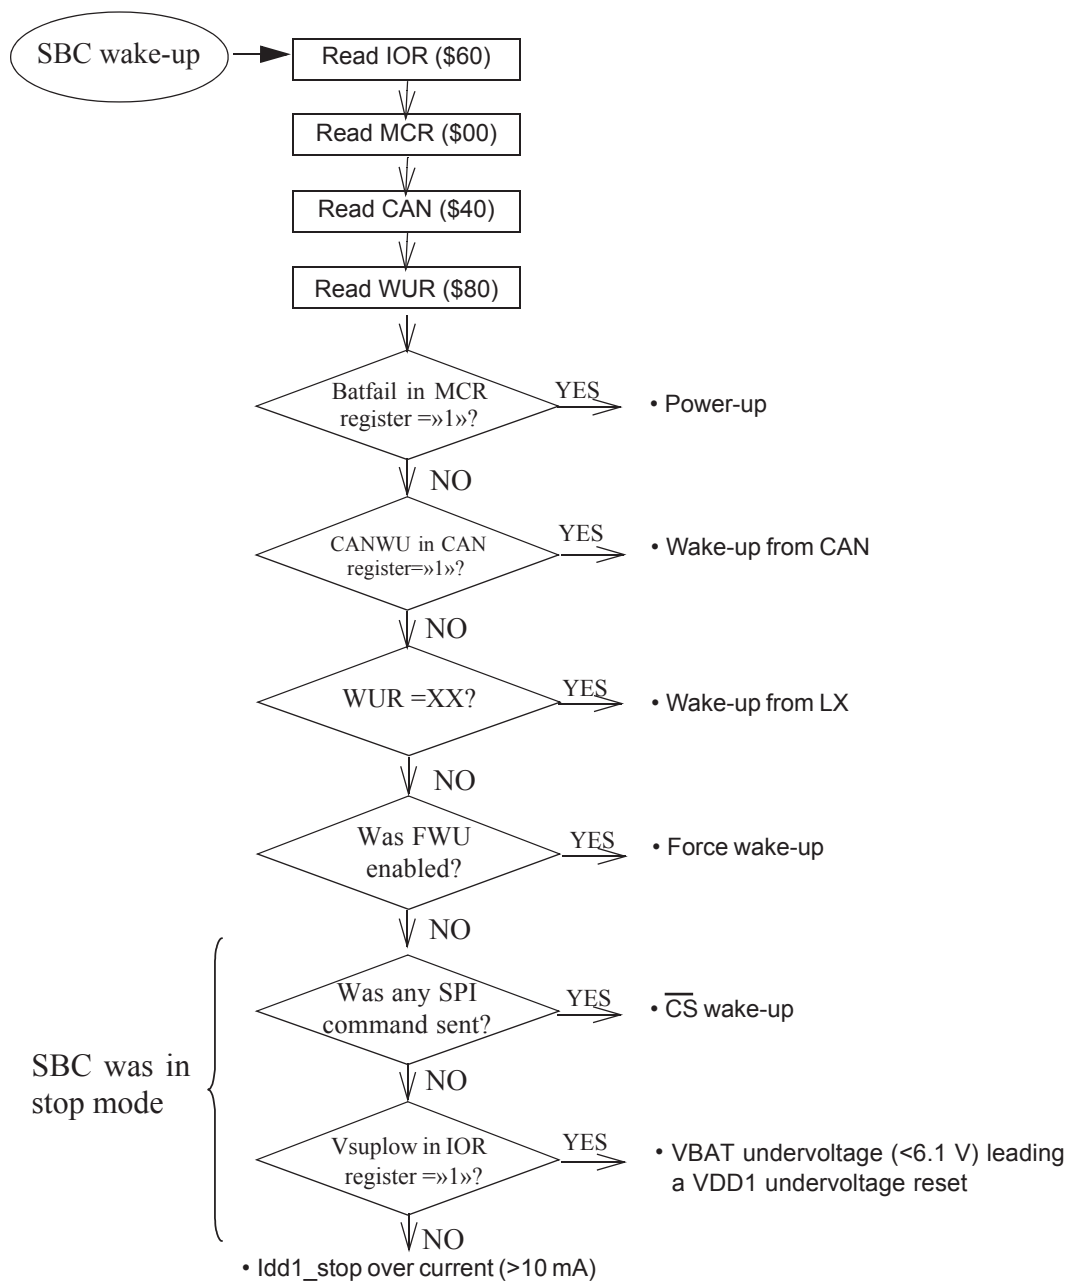 SBC wake-up
Read IOR ($60)
Read MCR ($00)
Read CAN ($40)
Read WUR ($80)
Batfail in MCR
register =»1»?
YES
• Power-up
NO
CANWU in CAN
register=»1»?
YES
• Wake-up from CAN
NO
WUR =XX?
YES
• Wake-up from LX
NO
Was FWU
enabled?
YES
• Force wake-up
NO
SBC was in
stop mode
Was any SPI
command sent?
YES
• C̅S̅ wake-up
NO
Vsuplow in IOR
register =»1»?
YES
• VBAT undervoltage (<6.1 V) leading
a VDD1 undervoltage reset
NO
• Idd1_stop over current (>10 mA)